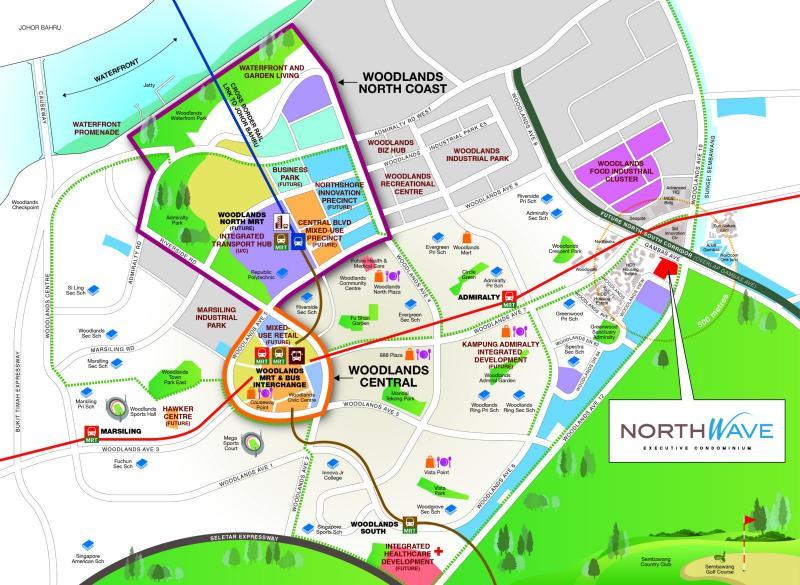 JOHOR BAHRU
CAUSEWAY
WATERFRONT
Jetty
WATERFRONT
PROMENADE
Woodlands
Waterfront Park
WATERFRONT AND
GARDEN LIVING
CROSS BORDER RAIL
LINK TO JOHOR BAHRU
WOODLANDS
NORTH COAST
ADMIRALTY RD WEST
WOODLANDS
BIZ HUB
INDUSTRIAL PARK E5
WOODLANDS
INDUSTRIAL PARK
WOODLANDS
RECREATIONAL
CENTRE
WOODLANDS AVE 8
WOODLANDS AVE 9
WOODLANDS
FOOD INDUSTRAIL
CLUSTER
WOODLANDS AVE 10
SUNGEI SEMBAWANG
BUSINESS
PARK
(FUTURE)
NORTHSHORE
INNOVATION
PRECINCT
(FUTURE)
WOODLANDS
NORTH MRT
(FUTURE)
INTEGRATED
TRANSPORT HUB
(U/C)
MRT
CENTRAL BLVD
MIXED-USE
PRECINCT
(FUTURE)
Woodlands
Checkpoint
Admiralty
Park
ADMIRALTY RD
RIVERSIDE RD
Republic
Polytechnic
Riverside
Sec Sch
Future Health &
Medical Care
Woodlands
Community
Centre
Woodlands
North Plaza
Evergreen
Pri Sch
Woodlands
Mart
Riverside
Pri Sch
Admiralty
Sec Sch
Woodlands
Crescent Park
Circle
Green
Admiralty
Pri Sch
ADMIRALTY
MRT
Seagate
FUTURE NORTH SOUTH CORRIDOR (OVERLAP GAMBAS AVE)
GAMBAS AVE
500 metres
WOODLANDS CENTRE
Si Ling
Sec Sch
Woodlands
Sec Sch
MARSILING
INDUSTRIAL
PARK
MARSILING RD
Marsiling
Sec Sch
Woodlands
Town
Park East
Marsiling
Pri Sch
Woodlands
Sports Hall
HAWKER
CENTRE
(FUTURE)
MRT
MARSILING
WOODLANDS AVE 3
BUKIT TIMAH EXPRESSWAY
Fuchun
Sec Sch
WOODLANDS AVE 1
Mega
Sports
Court
MIXED-
USE RETAIL
(FUTURE)
MRT
MRT
WOODLANDS
MRT & BUS
INTERCHANGE
Causeway
Point
Woodlands
Civic Centre
WOODLANDS
CENTRAL
Fu Shan
Garden
Evergreen
Sec Sch
888 Plaza
WOODLANDS AVE 7
KAMPUNG ADMIRALTY
INTEGRATED
DEVELOPMENT
(FUTURE)
Woodlands
Admiral Garden
Woodlands
Ring Pri Sch
Woodlands
Ring Sec Sch
WOODLANDS AVE 5
Greenwood
Pri Sch
Greenwood
Sanctuary
Admiralty
Spectra
Sec Sch
WOODLANDS AVE 12
WOODLANDS AVE 6
NORTHWAVE
EXECUTIVE CONDOMINIUM
Innova Jr
College
Vista Point
Vista
Park
Woodgrove
Sec Sch
WOODLANDS
SOUTH
MRT
Singapore
Sports Sch
SELETAR EXPRESSWAY
Singapore
American Sch
INTEGRATED
HEALTHCARE
DEVELOPMENT
(FUTURE)
Sembawang
Country Club
Sembawang
Golf Course